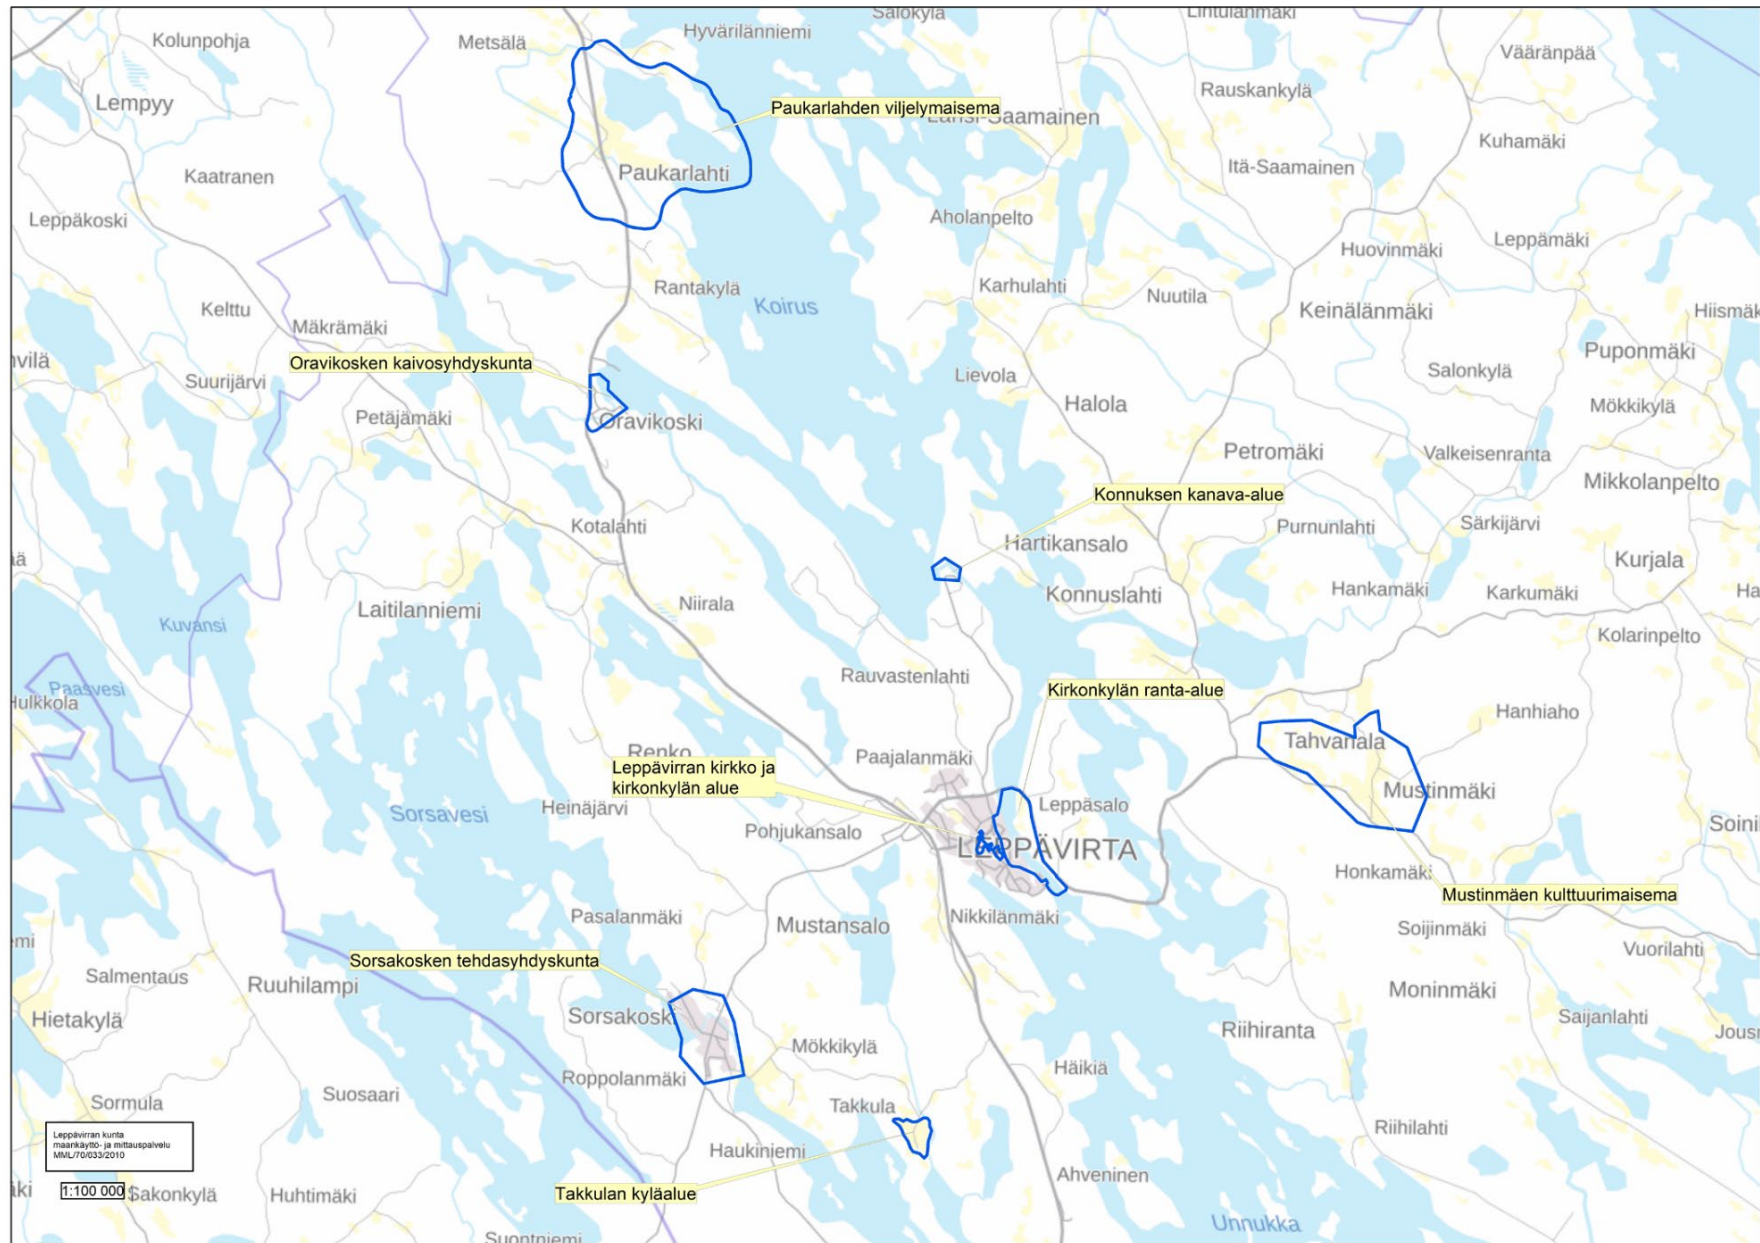 Salokylä
Lintulanmäki
Kolunpohja
Metsälä
Hyvärilänniemi
Vääränpää
Lempyy
Rauskankylä
Paukarlahden viljelymaisema
Länsi-Saamainen
Kuhamäki
Paukarlahti
Itä-Saamainen
Kaatranen
Leppäkoski
Aholanpelto
Huovinmäki
Leppämäki
Rantakylä
Karhulahti
Nuutila
Koirus
Kelttu
Keinälänmäki
Hiismäk
Mäkrämäki
Puponmäki
nvilä
Oravikosken kaivosyhdyskunta
Suurijärvi
Lievola
Salonkylä
Halola
Mökkikylä
Petäjämäki
Oravikoski
Petromäki
Valkeisenranta
Mikkolanpelto
Konnuksen kanava-alue
Kotalahti
Purnunlahti
Särkijärvi
Hartikansalo
ää
Kurjala
Konnuslahti
Hankamäki
Karkumäki
Ha
Laitilanniemi
Niirala
Kuvansi
Kolarinpelto
Rauvastenlahti
Paasvesi
Kirkonkylän ranta-alue
Hulkkola
Hanhiaho
Tahvanala
Renko
Paajalanmäki
Leppävirran kirkko ja
kirkonkylän alue
Mustinmäki
Heinäjärvi
Leppäsalo
Sorsavesi
Pohjukansalo
Soini
LEPPÄVIRTA
Honkamäki
Mustinmäen kulttuurimaisema
Pasalanmäki
Mustansalo
Nikkilänmäki
Soijinmäki
emi
Vuorilahti
Sorsakosken tehdasyhdyskunta
Salmentaus
Ruuhilampi
Moninmäki
Hietakylä
Sorsakoski
Saijanlahti
Riihiranta
Jous
Mökkikylä
Häikiä
Roppolanmäki
Suosaari
Sormula
Takkula
Riihilahti
Leppävirran kunta
maankäyttö- ja mittauspalvelu
MML/70/033/2010
Haukiniemi
Ahveninen
äki
1:100 000
Sakonkylä
Huhtimäki
Takkulan kyläalue
Unnukka
Suontniemi